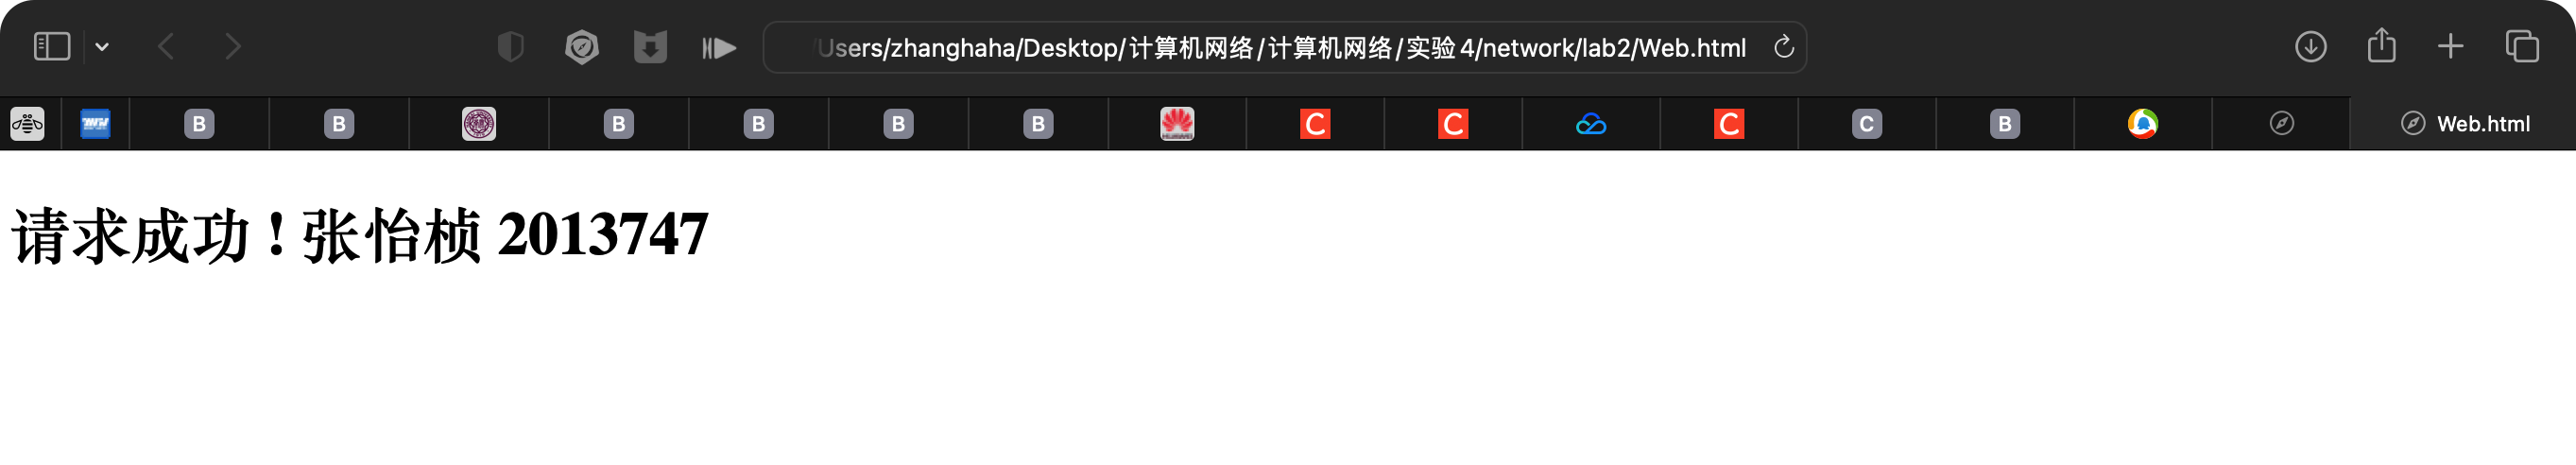 /Users/zhanghaha/Desktop/计算机网络/计算机网络/实验4/network/lab2/Web.html
B B B B B B HUAWEI C C C C B Web.html
请求成功！张怡桢 2013747